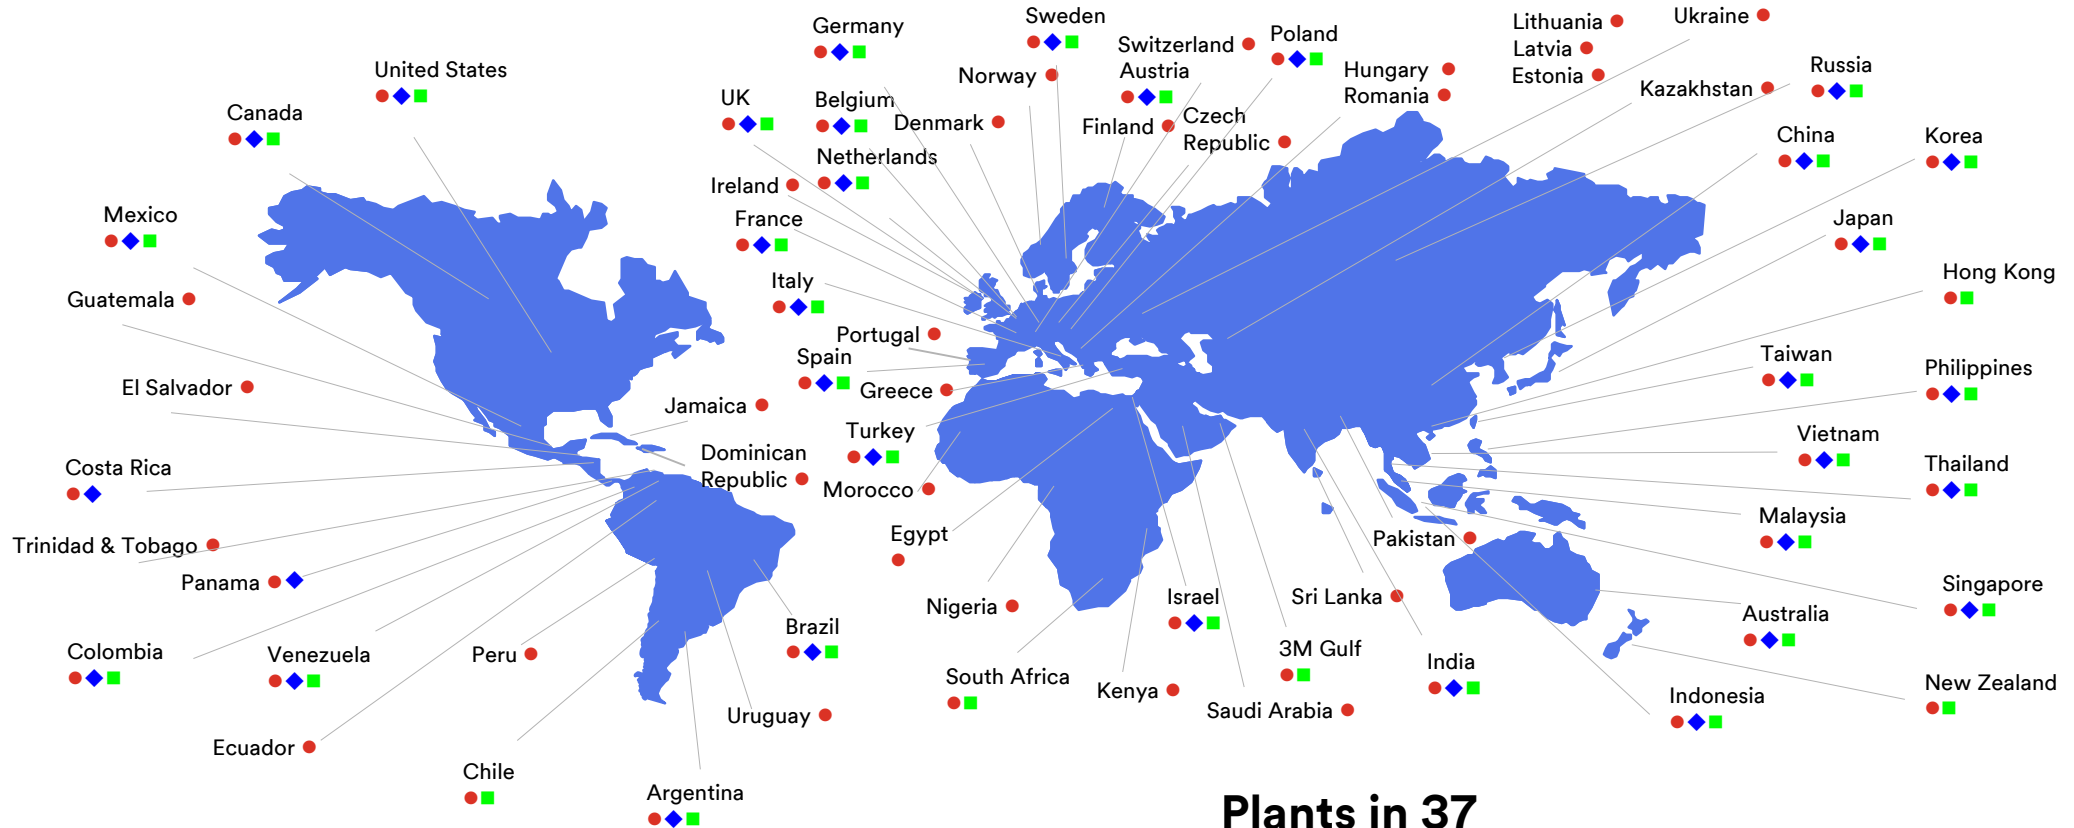 Sweden
Lithuania
Ukraine
Germany
Switzerland
Poland
Latvia
United States
Norway
Austria
Hungary
Estonia
Kazakhstan
Russia
UK
Belgium
Romania
Canada
Denmark
Finland
Czech
Republic
China
Korea
Netherlands
Ireland
Mexico
France
Japan
Guatemala
Italy
Hong Kong
Portugal
Spain
Taiwan
Philippines
El Salvador
Greece
Jamaica
Turkey
Vietnam
Costa Rica
Dominican
Republic
Thailand
Morocco
Malaysia
Trinidad & Tobago
Egypt
Pakistan
Panama
Nigeria
Israel
Sri Lanka
Singapore
Australia
Colombia
Venezuela
Peru
Brazil
South Africa
3M Gulf
India
Kenya
New Zealand
Uruguay
Saudi Arabia
Indonesia
Ecuador
Chile
Argentina
Plants in 37